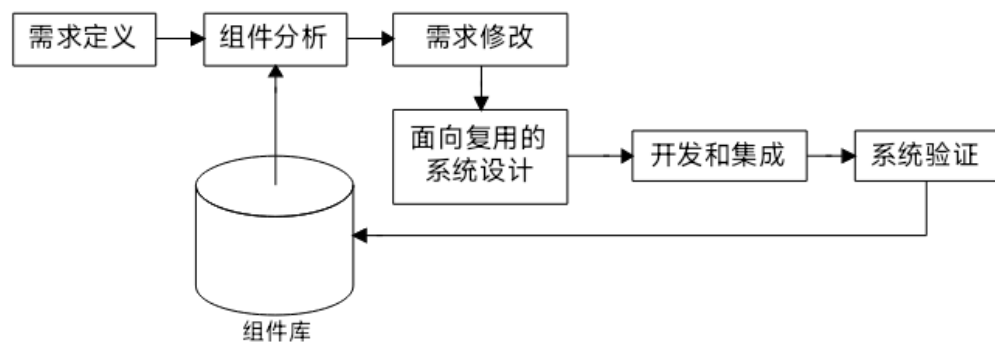 需求定义
组件分析
需求修改
面向复用的
系统设计
开发和集成
系统验证
组件库